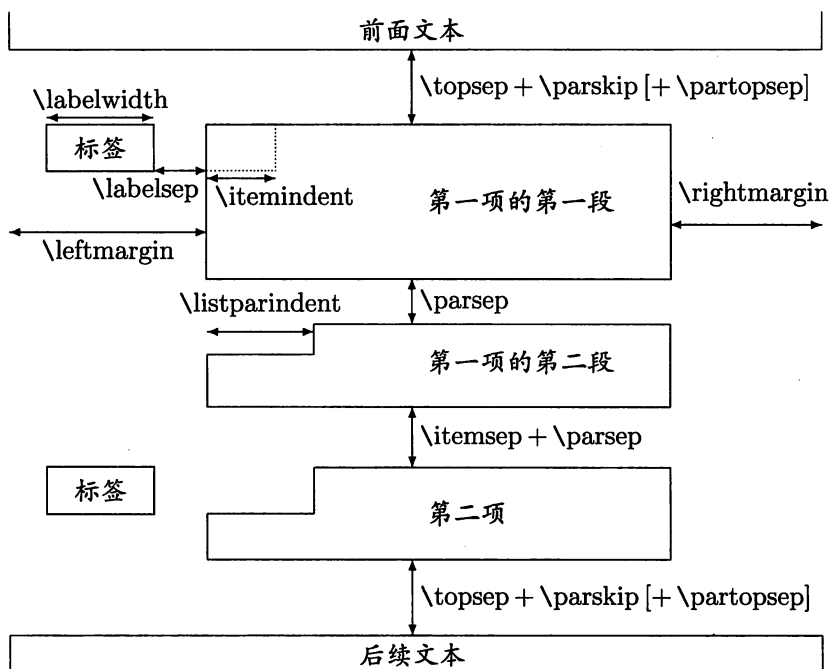 前面文本
\topsep + \parskip [+ \partopsep]
\labelwidth
标签
\labelsep
\itemindent
第一项的第一段
\rightmargin
\leftmargin
\listparindent
\parsep
第一项的第二段
\itemsep + \parsep
标签
第二项
\topsep + \parskip [+ \partopsep]
后续文本